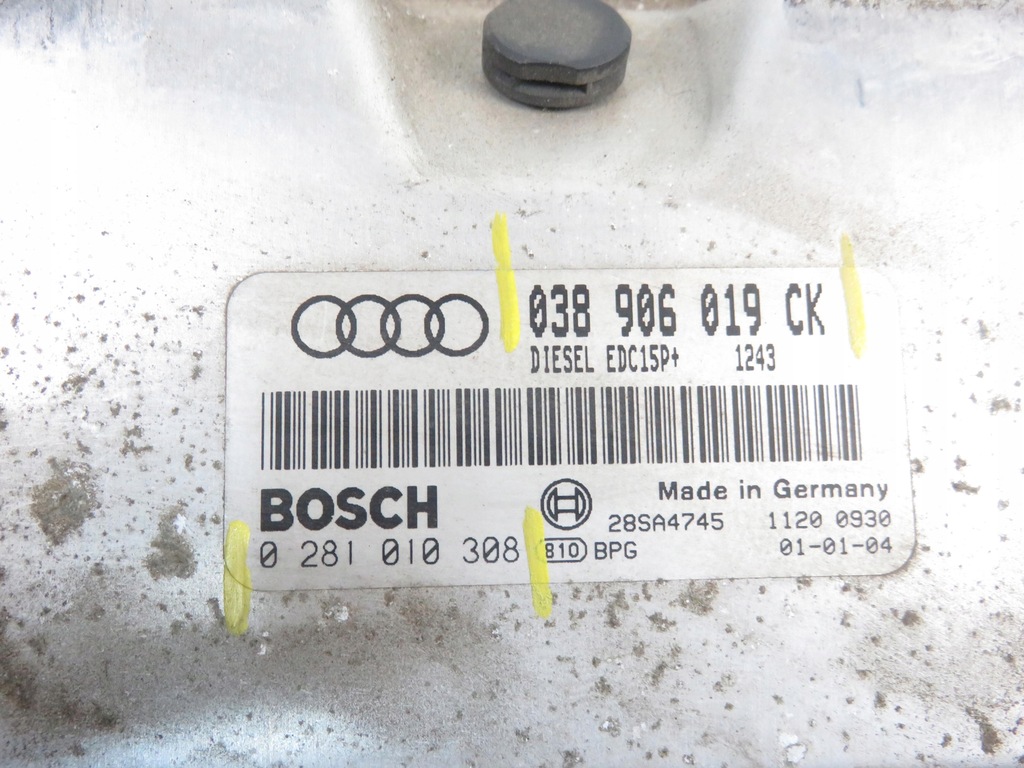 038 906 019 CK
DIESEL EDC15P+ 1243
BOSCH
Made in Germany
28SA4745 1120 0930
0 281 010 308 810 BPG 01-01-04